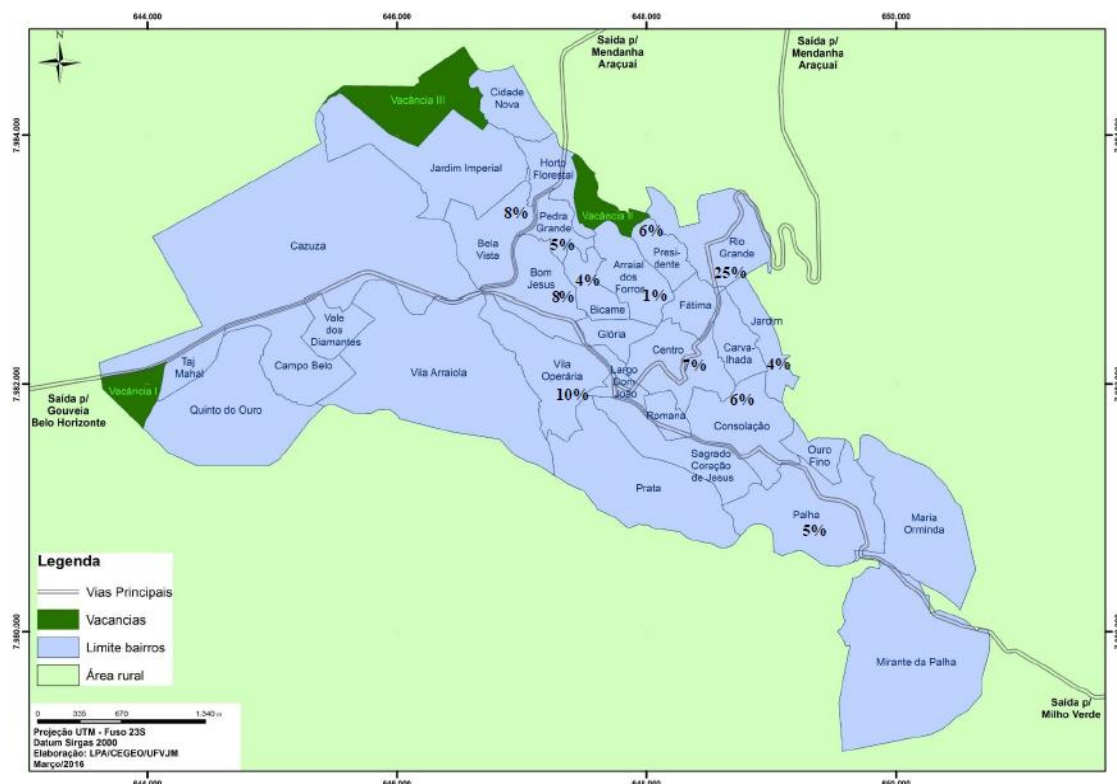 644.000
646.000
648.000
650.000
Saída p/
Mendanha
Araçuaí
Saída p/
Mendanha
Araçuaí
Vacância III
Cidade
Nova
7.984.000
Jardim Imperial
Horto
Florestal
8%
Pedra
Grande
Vacância II
6%
Cazuza
Bela
Vista
5%
Presi-
dente
Rio
Grande
25%
Bom
Jesus
8%
4%
Arraial
dos
Forros
1%
Fátima
Bicame
Jardim
Vale
dos
Diamantes
Glória
Centro
7%
Carva-
lhada
4%
Taj
Mahal
Campo Belo
Vila Arraiola
Vila
Operária
10%
Largo
Dom
João
7.982.000
Vacância I
Saída p/
Gouveia
Belo Horizonte
Quinto do Ouro
Romana
6%
Consolação
Sagrado
Coração
de Jesus
Ouro
Fino
Prata
Palha
5%
Maria
Orminda
7.980.000
Mirante da Palha
Saída p/
Milho Verde
Legenda
Vias Principais
Vacancias
Limite bairros
Área rural
0 335 670 1.340 m
Projeção UTM - Fuso 23S
Datum Sirgas 2000
Elaboração: LPA/CEGEO/UFVJM
Março/2016
644.000
648.000